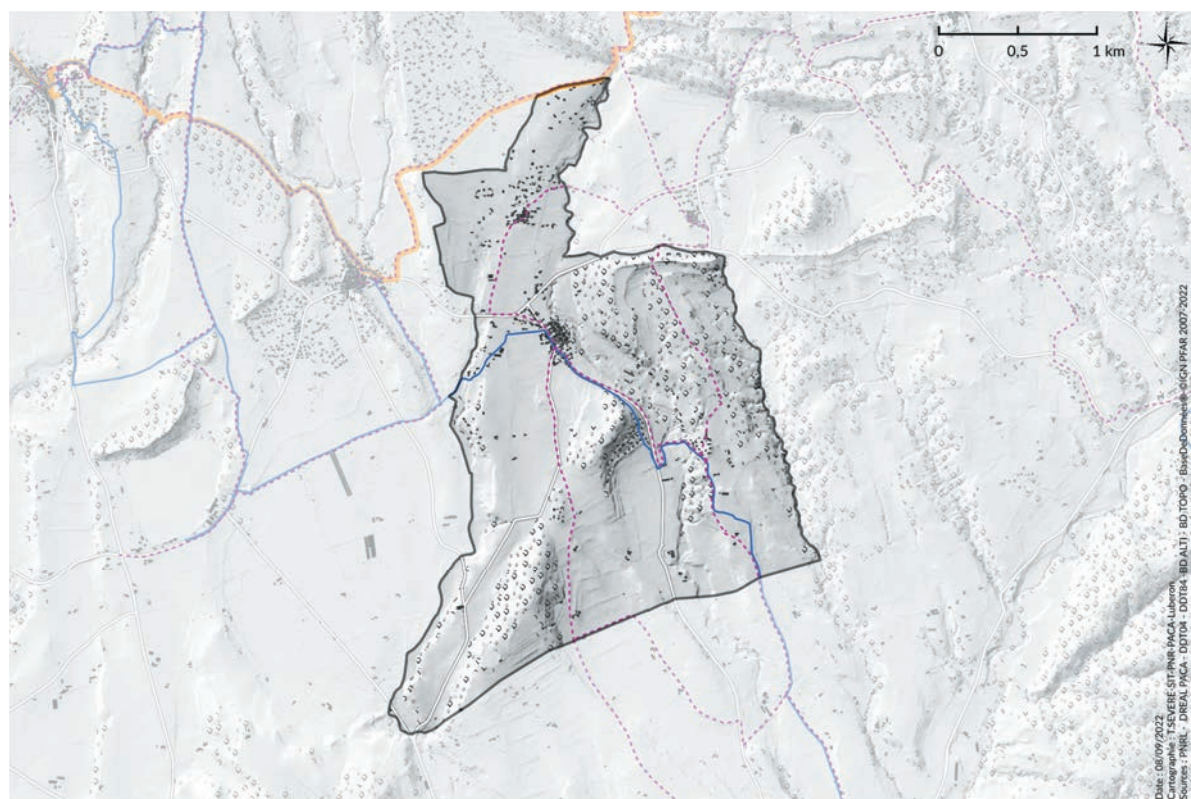 0 0,5 1 km
Date : 08/09/2022
Cartographie : T.SEVERE-SIT-PNR-PACA-Luberon
Sources : PNRL - DREAL PACA - DDT04 - DDT84 - BD ALTI - BD TOPO - BaseDeDonnées®-©IGN PFAR 2007-2022